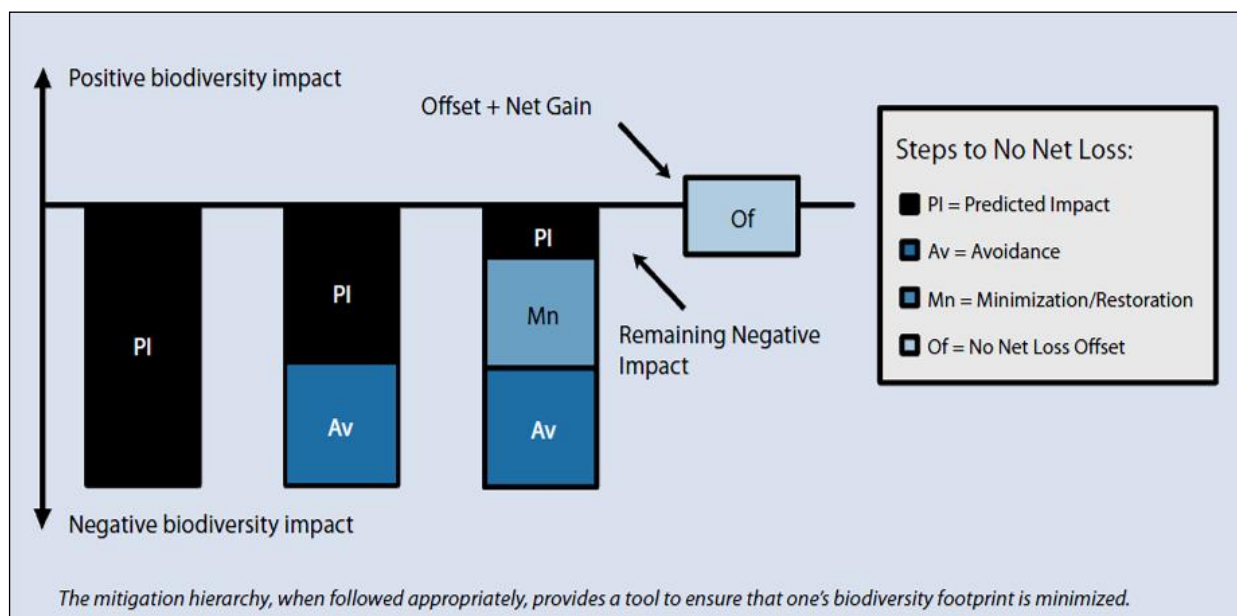 Positive biodiversity impact
Offset + Net Gain
Of
PI
PI
Av
PI
Mn
Av
Remaining Negative
Impact
Negative biodiversity impact
Steps to No Net Loss:
PI = Predicted Impact
Av = Avoidance
Mn = Minimization/Restoration
Of = No Net Loss Offset
The mitigation hierarchy, when followed appropriately, provides a tool to ensure that one's biodiversity footprint is minimized.